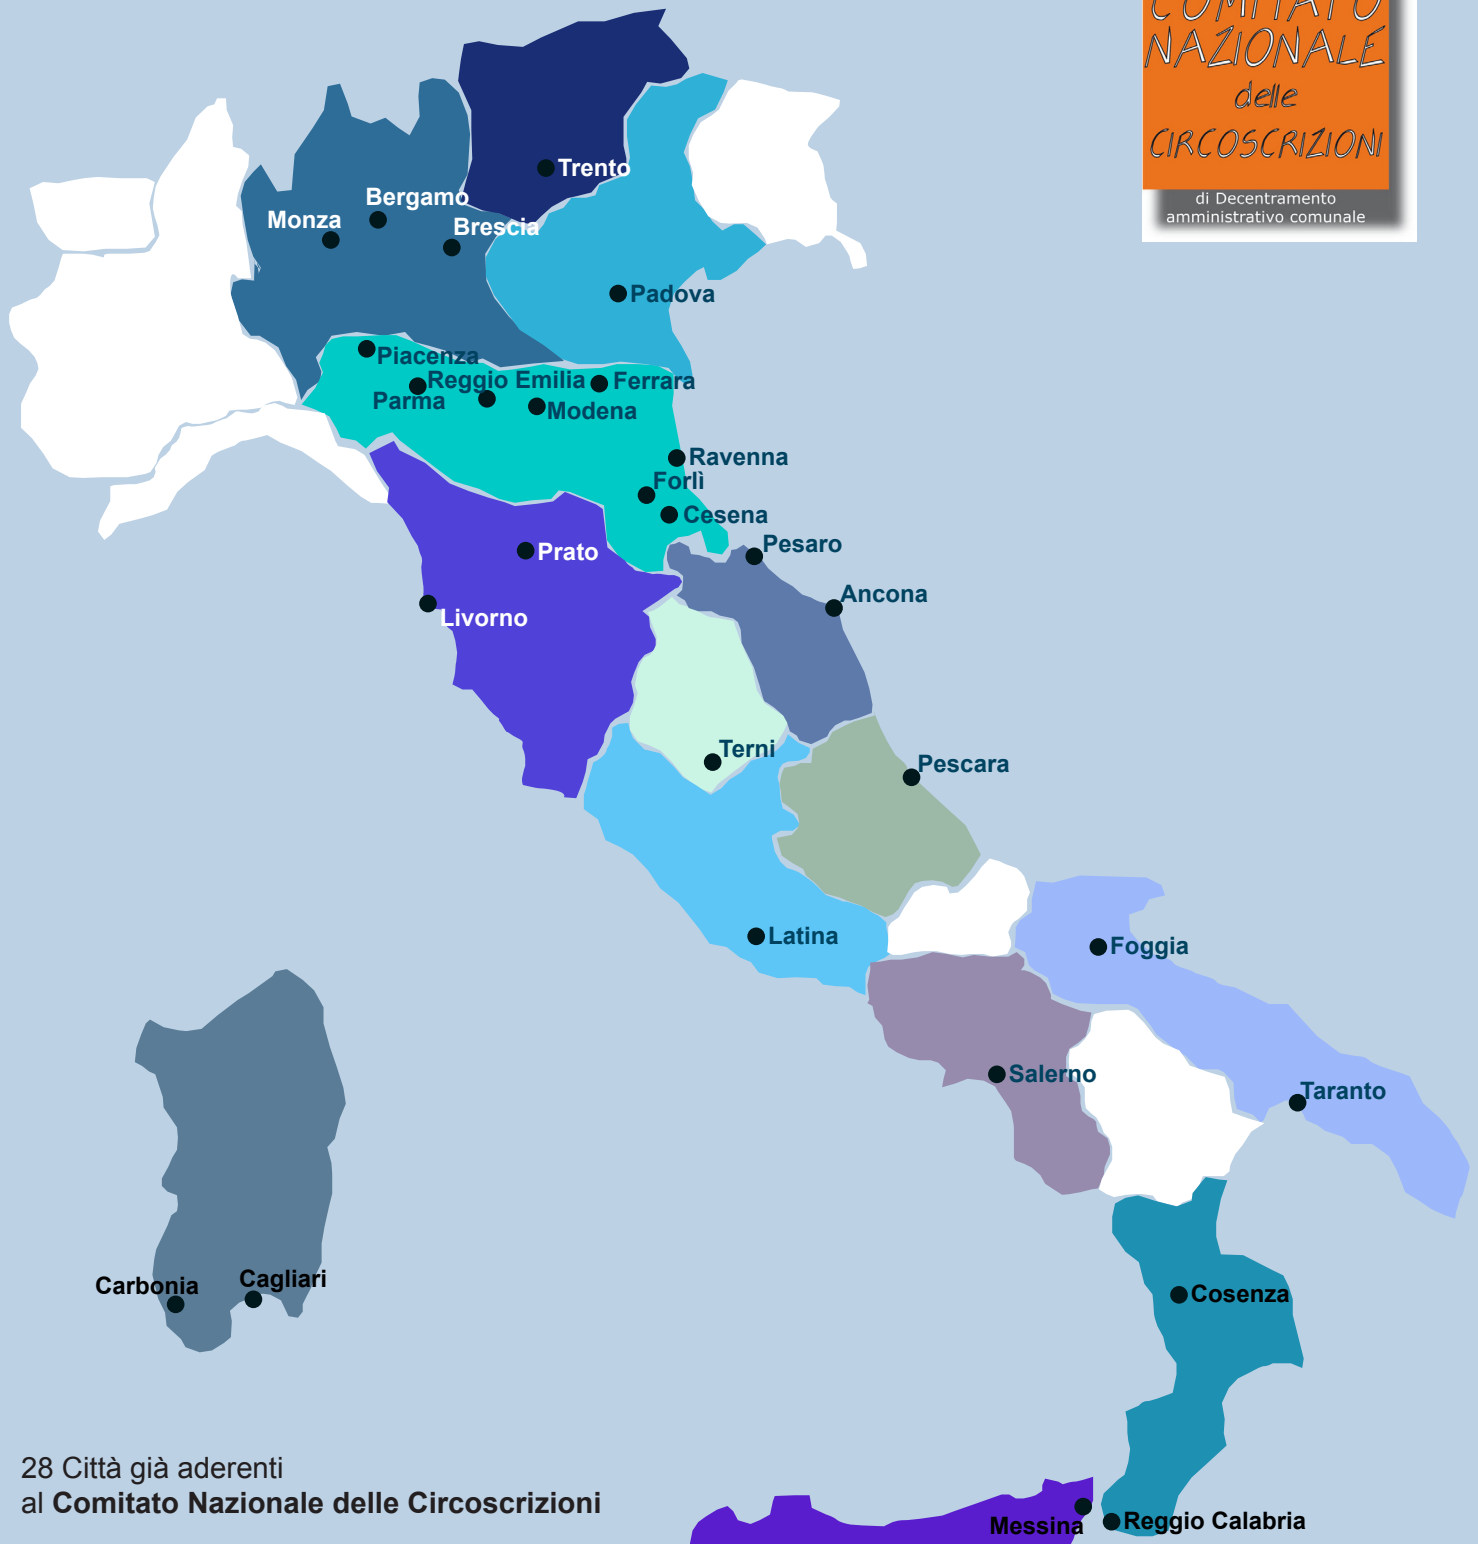 COMITATO
NAZIONALE
delle
CIRCOSCRIZIONI
di Decentramento
amministrativo comunale
Trento
Bergamo
Monza
Brescia
Padova
Piacenza
Reggio Emilia
Ferrara
Parma
Modena
Ravenna
Forlì
Cesena
Pesaro
Prato
Ancona
Livorno
Terni
Pescara
Latina
Foggia
Salerno
Taranto
Carbonia
Cagliari
Cosenza
28 Città già aderenti
al Comitato Nazionale delle Circoscrizioni
Messina
Reggio Calabria